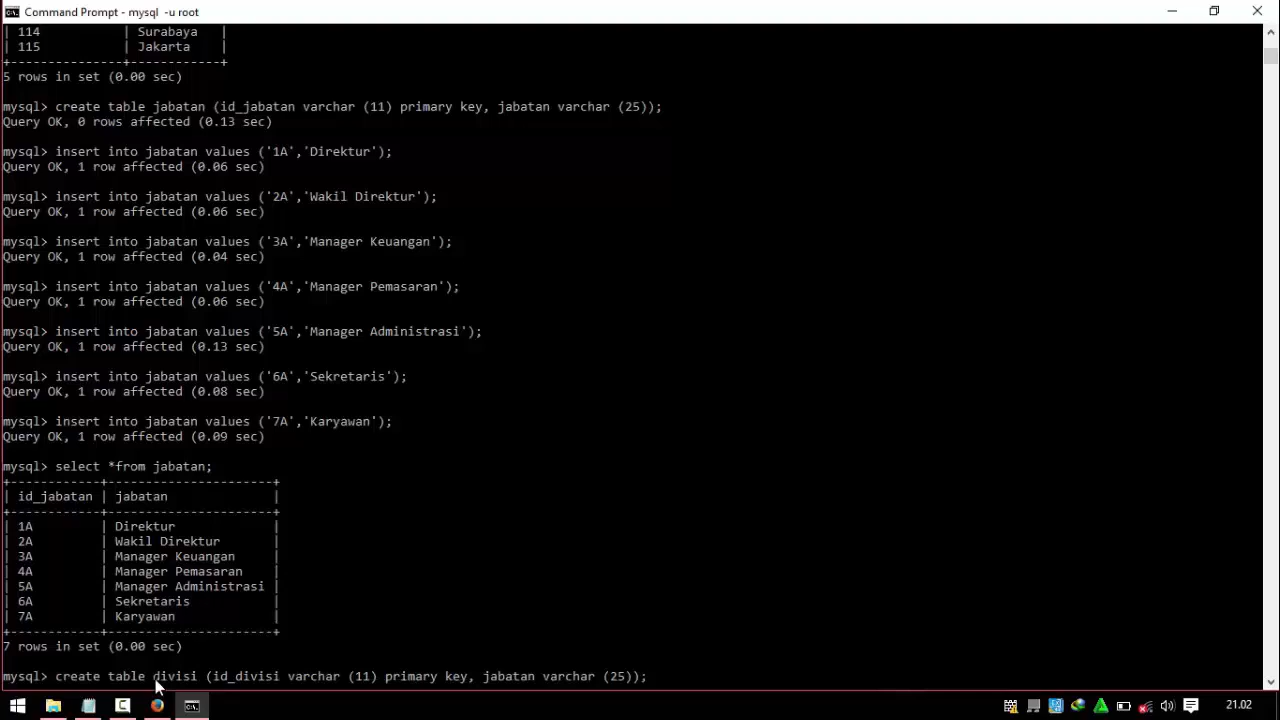 Command Prompt - mysql  -u root
| 114            | Surabaya   |
| 115            | Jakarta    |
+----------------+------------+
5 rows in set (0.00 sec)
mysql> create table jabatan (id_jabatan varchar (11) primary key, jabatan varchar (25));
Query OK, 0 rows affected (0.13 sec)
mysql> insert into jabatan values ('1A','Direktur');
Query OK, 1 row affected (0.06 sec)
mysql> insert into jabatan values ('2A','Wakil Direktur');
Query OK, 1 row affected (0.06 sec)
mysql> insert into jabatan values ('3A','Manager Keuangan');
Query OK, 1 row affected (0.04 sec)
mysql> insert into jabatan values ('4A','Manager Pemasaran');
Query OK, 1 row affected (0.06 sec)
mysql> insert into jabatan values ('5A','Manager Administrasi');
Query OK, 1 row affected (0.13 sec)
mysql> insert into jabatan values ('6A','Sekretaris');
Query OK, 1 row affected (0.08 sec)
mysql> insert into jabatan values ('7A','Karyawan');
Query OK, 1 row affected (0.09 sec)
mysql> select *from jabatan;
+------------+----------------------+
| id_jabatan | jabatan              |
+------------+----------------------+
| 1A         | Direktur             |
| 2A         | Wakil Direktur       |
| 3A         | Manager Keuangan     |
| 4A         | Manager Pemasaran    |
| 5A         | Manager Administrasi |
| 6A         | Sekretaris           |
| 7A         | Karyawan             |
+------------+----------------------+
7 rows in set (0.00 sec)
mysql> create table divisi (id_divisi varchar (11) primary key, jabatan varchar (25));
21.02